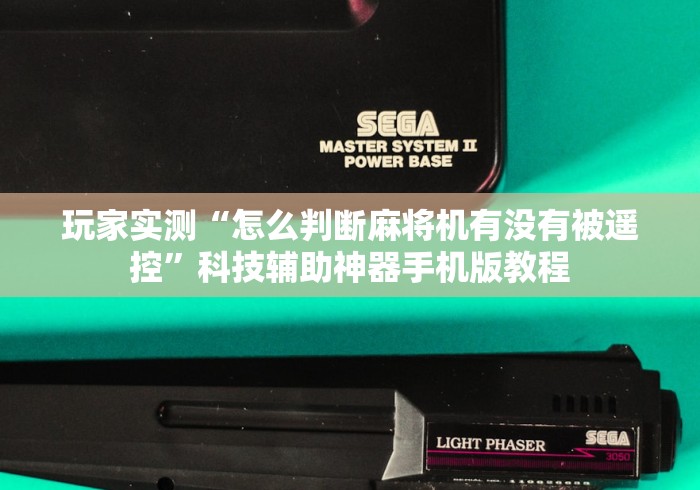 SEGA
MASTER SYSTEM II
POWER BASE
玩家实测“怎么判断麻将机有没有被遥
控”科技辅助神器手机版教程
LIGHT PHASER
SEGA
3050